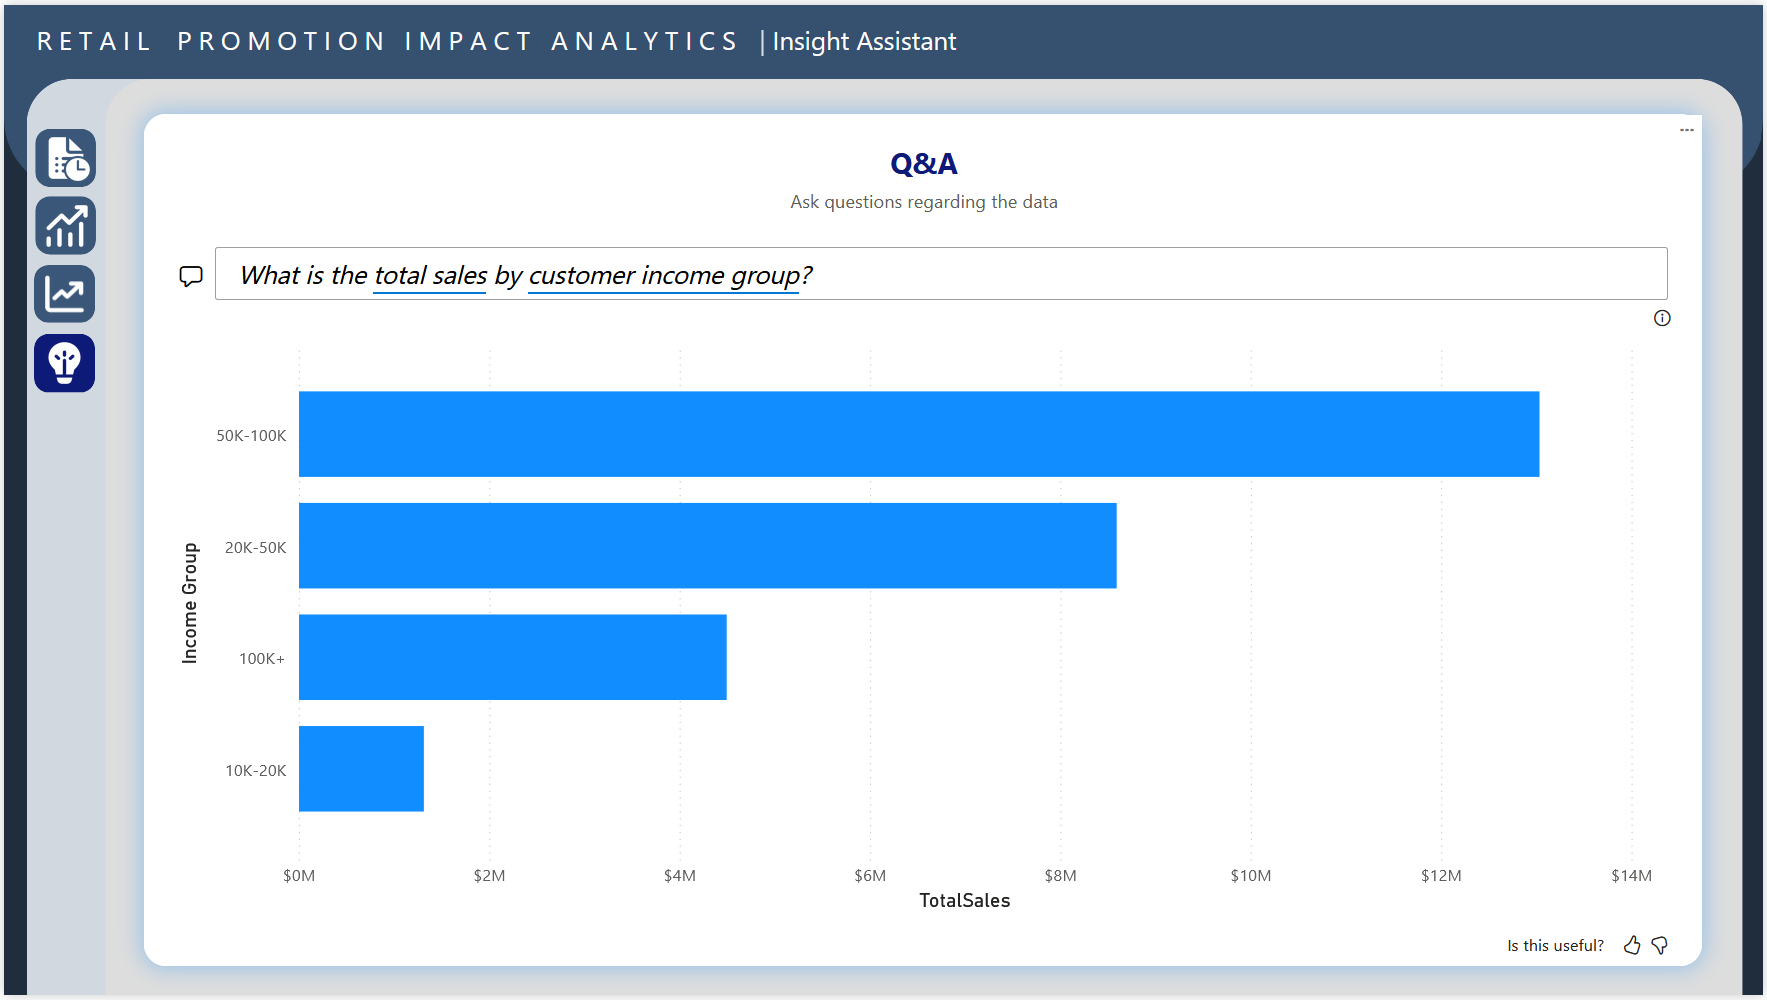 RETAIL PROMOTION IMPACT ANALYTICS | Insight Assistant
Q&A
Ask questions regarding the data
What is the total sales by customer income group?
Income Group
50K-100K
20K-50K
100K+
10K-20K
$0M $2M $4M $6M $8M $10M $12M $14M
TotalSales
Is this useful?